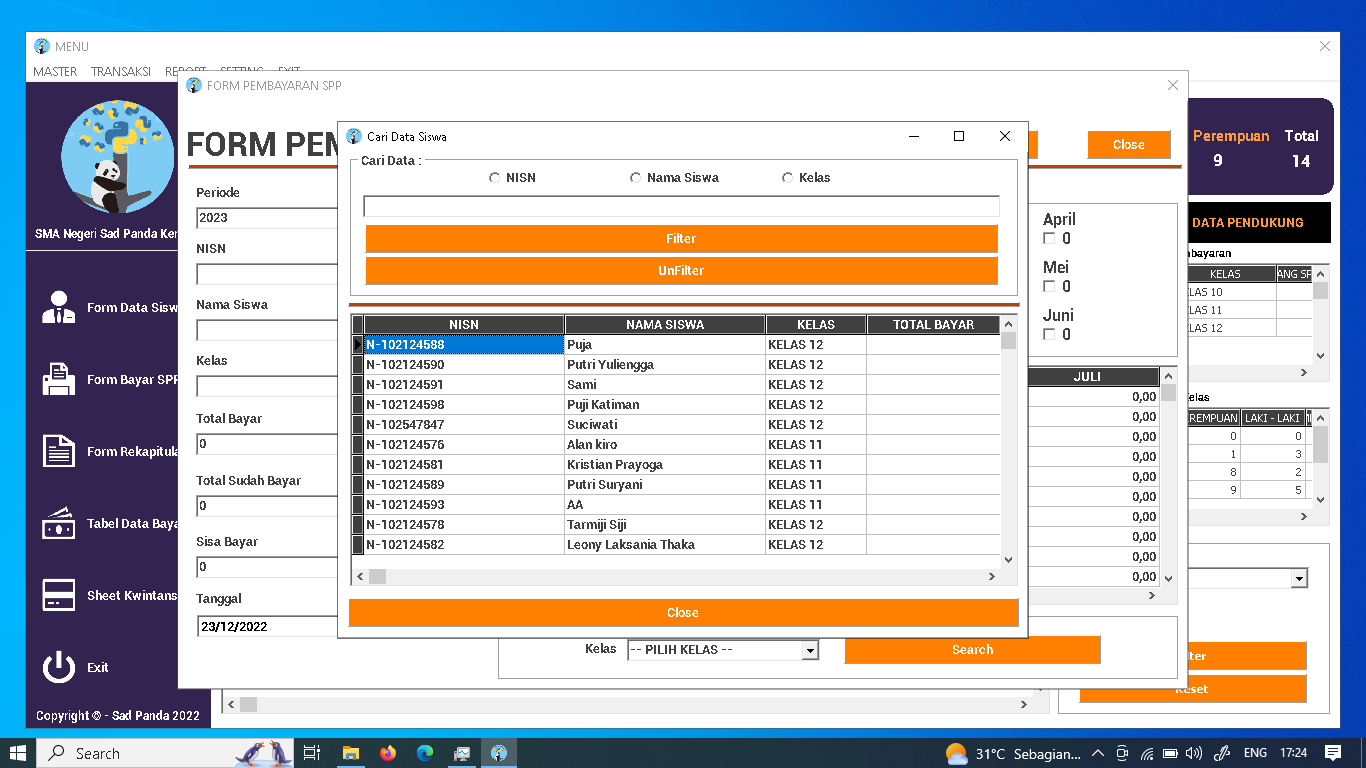 MENU
MASTER TRANSAKSI REPORT SETTING EXIT
SMA Negeri Sad Panda Ker
Form Data Sisw
Form Bayar SPP
Form Rekapitula
Tabel Data Baya
Sheet Kwintans
Exit
Copyright © - Sad Panda 2022
FORM PEMBAYARAN SPP
FORM PEM
Close
Periode
2023
NISN
Nama Siswa
Kelas
Total Bayar
0
Total Sudah Bayar
0
Sisa Bayar
0
Tanggal
23/12/2022
Cari Data Siswa
Cari Data :
NISN Nama Siswa Kelas
Filter
UnFilter
NISN NAMA SISWA KELAS TOTAL BAYAR
N-102124588 Puja KELAS 12
N-102124590 Putri Yuliengga KELAS 12
N-102124591 Sami KELAS 12
N-102124598 Puji Katiman KELAS 12
N-102547847 Suciwati KELAS 12
N-102124576 Alan kiro KELAS 11
N-102124581 Kristian Prayoga KELAS 11
N-102124589 Putri Suryani KELAS 11
N-102124593 AA KELAS 11
N-102124578 Tarmiji Siji KELAS 12
N-102124582 Leony Laksania Thaka KELAS 12
Close
April
0
Mei
0
Juni
0
JULI
0,00
0,00
0,00
0,00
0,00
0,00
0,00
0,00
0,00
0,00
Kelas -- PILIH KELAS -- Search
Perempuan Total
9 14
DATA PENDUKUNG
mbayaran
KELAS ANG SP
LAS 10
LAS 11
LAS 12
elas
REMPUAN LAKI - LAKI
0 0
1 3
8 2
9 5
ter
Reset
Search
31°C Sebagian... ENG 17:24